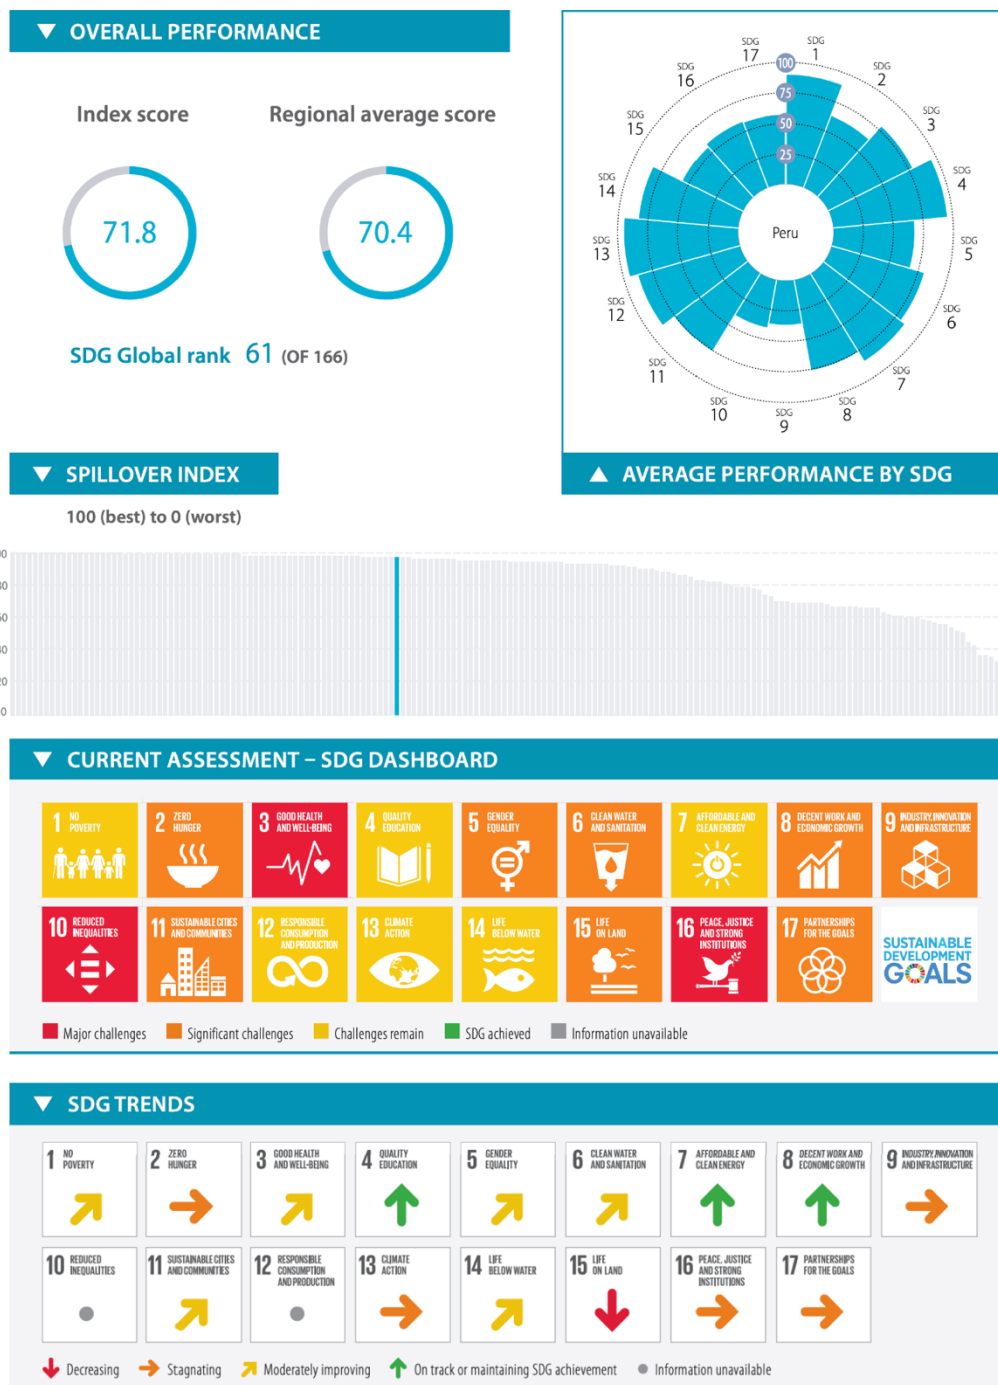 ▼ OVERALL PERFORMANCE
Index score
Regional average score
71.8
70.4
SDG Global rank 61 (OF 166)
SDG 1
SDG 2
SDG 3
SDG 4
SDG 5
SDG 6
SDG 7
SDG 8
SDG 9
SDG 10
SDG 11
SDG 12
SDG 13
SDG 14
SDG 15
SDG 16
SDG 17
100
75
50
25
Peru
▲ AVERAGE PERFORMANCE BY SDG
▼ SPILLOVER INDEX
100 (best) to 0 (worst)
00
80
60
40
20
0
▼ CURRENT ASSESSMENT – SDG DASHBOARD
1 NO POVERTY
2 ZERO HUNGER
3 GOOD HEALTH AND WELL-BEING
4 QUALITY EDUCATION
5 GENDER EQUALITY
6 CLEAN WATER AND SANITATION
7 AFFORDABLE AND CLEAN ENERGY
8 DECENT WORK AND ECONOMIC GROWTH
9 INDUSTRY, INNOVATION AND INFRASTRUCTURE
10 REDUCED INEQUALITIES
11 SUSTAINABLE CITIES AND COMMUNITIES
12 RESPONSIBLE CONSUMPTION AND PRODUCTION
13 CLIMATE ACTION
14 LIFE BELOW WATER
15 LIFE ON LAND
16 PEACE, JUSTICE AND STRONG INSTITUTIONS
17 PARTNERSHIPS FOR THE GOALS
SUSTAINABLE
DEVELOPMENT
GOALS
Major challenges
Significant challenges
Challenges remain
SDG achieved
Information unavailable
▼ SDG TRENDS
1 NO POVERTY
2 ZERO HUNGER
3 GOOD HEALTH AND WELL-BEING
4 QUALITY EDUCATION
5 GENDER EQUALITY
6 CLEAN WATER AND SANITATION
7 AFFORDABLE AND CLEAN ENERGY
8 DECENT WORK AND ECONOMIC GROWTH
9 INDUSTRY, INNOVATION AND INFRASTRUCTURE
10 REDUCED INEQUALITIES
11 SUSTAINABLE CITIES AND COMMUNITIES
12 RESPONSIBLE CONSUMPTION AND PRODUCTION
13 CLIMATE ACTION
14 LIFE BELOW WATER
15 LIFE ON LAND
16 PEACE, JUSTICE AND STRONG INSTITUTIONS
17 PARTNERSHIPS FOR THE GOALS
Decreasing
Stagnating
Moderately improving
On track or maintaining SDG achievement
Information unavailable